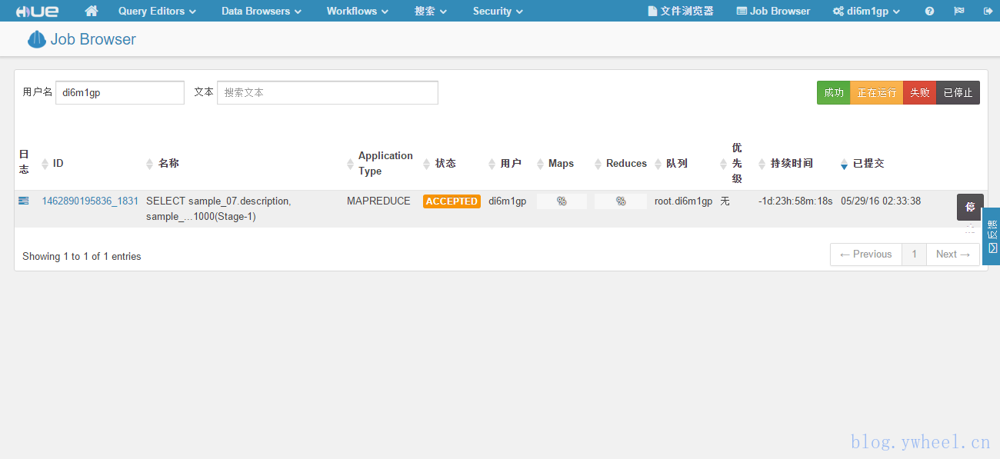 HUE Query Editors Data Browsers Workflows 搜索 Security 文件浏览器 Job Browser di6m1gp
Job Browser
用户名 di6m1gp 文本 搜索文本 成功 正在运行 失败 已停止
日志 ID 名称 Application Type 状态 用户 Maps Reduces 队列 优先级 持续时间 已提交
1462890195836_1831 SELECT sample_07.description, MAPREDUCE ACCEPTED di6m1gp % % root.di6m1gp 无 -1d:23h:58m:18s 05/29/16 02:33:38 停
sample_...1000(Stage-1)
反馈
Showing 1 to 1 of 1 entries ← Previous 1 Next →
blog.ywheel.cn